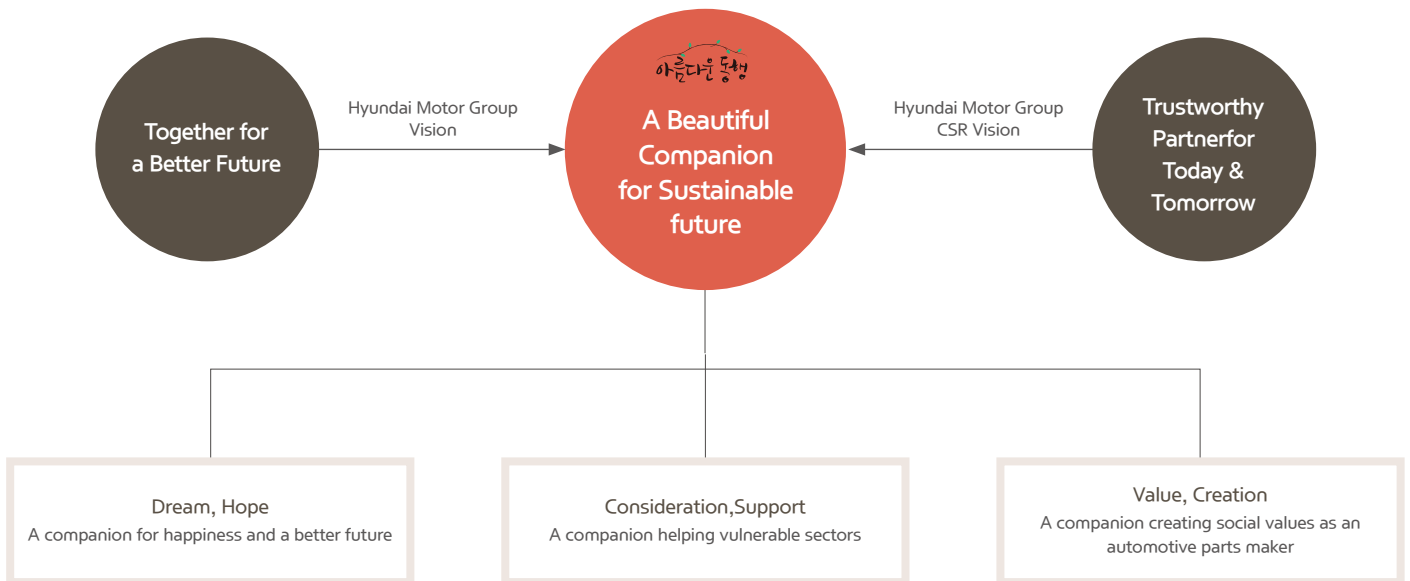 Together for
a Better Future
Hyundai Motor Group
Vision
아름다운 동행
A Beautiful
Companion
for Sustainable
future
Hyundai Motor Group
CSR Vision
Trustworthy
Partnerfor
Today &
Tomorrow
Dream, Hope
A companion for happiness and a better future
Consideration,Support
A companion helping vulnerable sectors
Value, Creation
A companion creating social values as an
automotive parts maker